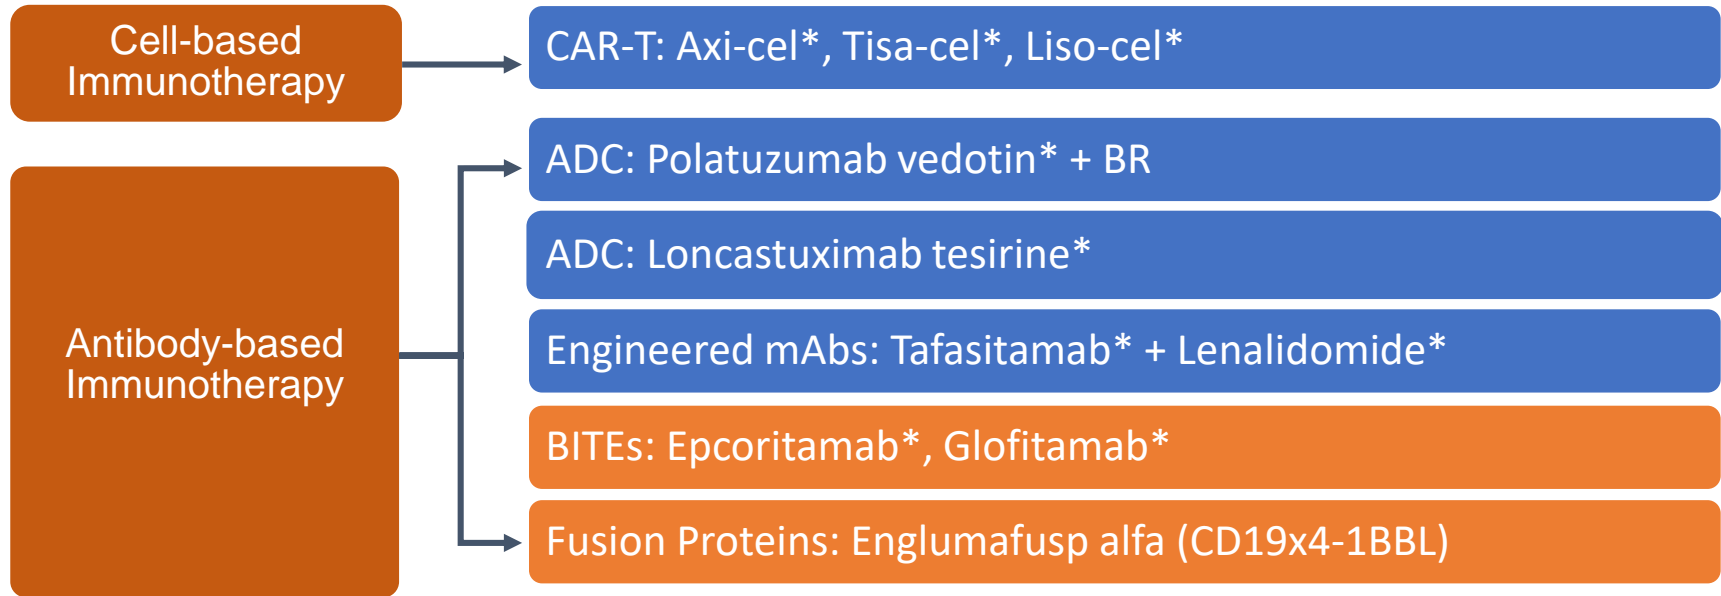 Cell-based
Immunotherapy
CAR-T: Axi-cel*, Tisa-cel*, Liso-cel*
Antibody-based
Immunotherapy
ADC: Polatuzumab vedotin* + BR
ADC: Loncastuximab tesirine*
Engineered mAbs: Tafasitamab* + Lenalidomide*
BITEs: Epcoritamab*, Glofitamab*
Fusion Proteins: Englumafusp alfa (CD19x4-1BBL)